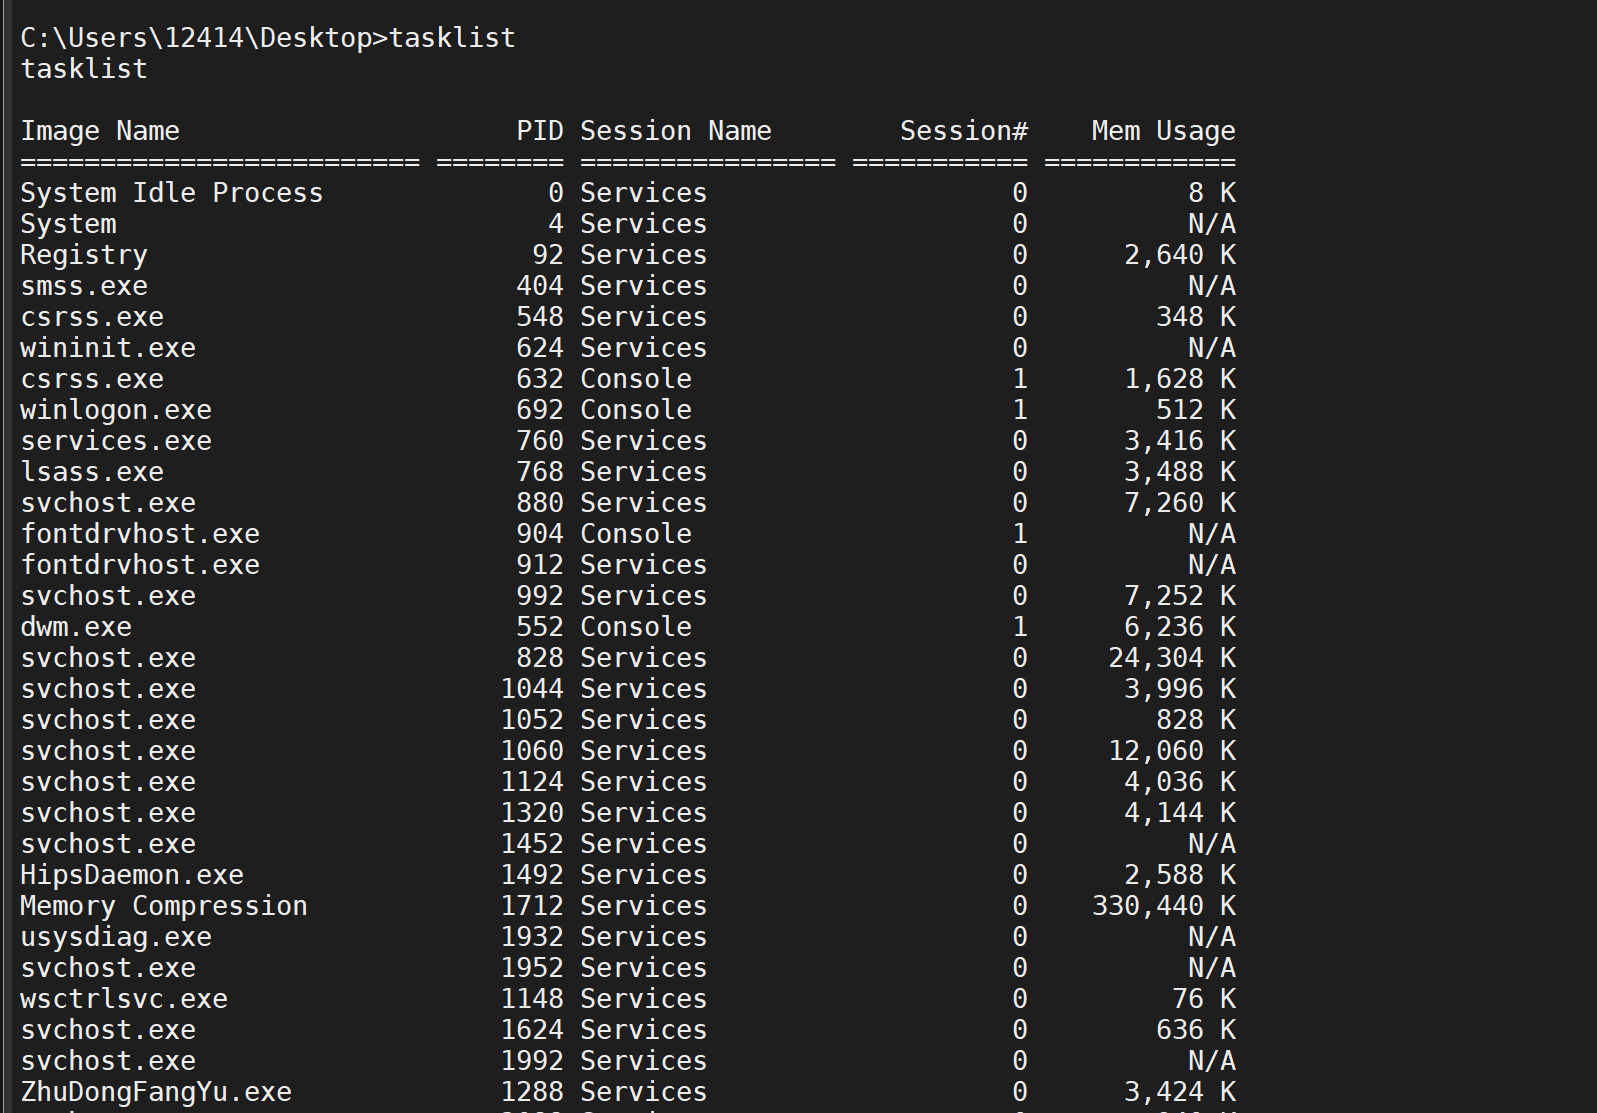 C:\Users\12414\Desktop>tasklist
tasklist
Image Name                     PID Session Name        Session#    Mem Usage
========================= ======== ================ =========== ============
System Idle Process              0 Services                   0          8 K
System                           4 Services                   0          N/A
Registry                        92 Services                   0      2,640 K
smss.exe                       404 Services                   0          N/A
csrss.exe                      548 Services                   0        348 K
wininit.exe                    624 Services                   0          N/A
csrss.exe                      632 Console                    1      1,628 K
winlogon.exe                   692 Console                    1        512 K
services.exe                   760 Services                   0      3,416 K
lsass.exe                      768 Services                   0      3,488 K
svchost.exe                    880 Services                   0      7,260 K
fontdrvhost.exe                904 Console                    1          N/A
fontdrvhost.exe                912 Services                   0          N/A
svchost.exe                    992 Services                   0      7,252 K
dwm.exe                        552 Console                    1      6,236 K
svchost.exe                    828 Services                   0     24,304 K
svchost.exe                   1044 Services                   0      3,996 K
svchost.exe                   1052 Services                   0        828 K
svchost.exe                   1060 Services                   0     12,060 K
svchost.exe                   1124 Services                   0      4,036 K
svchost.exe                   1320 Services                   0      4,144 K
svchost.exe                   1452 Services                   0          N/A
HipsDaemon.exe                1492 Services                   0      2,588 K
Memory Compression            1712 Services                   0    330,440 K
usysdiag.exe                  1932 Services                   0          N/A
svchost.exe                   1952 Services                   0          N/A
wsctrlsvc.exe                 1148 Services                   0         76 K
svchost.exe                   1624 Services                   0        636 K
svchost.exe                   1992 Services                   0          N/A
ZhuDongFangYu.exe             1288 Services                   0      3,424 K